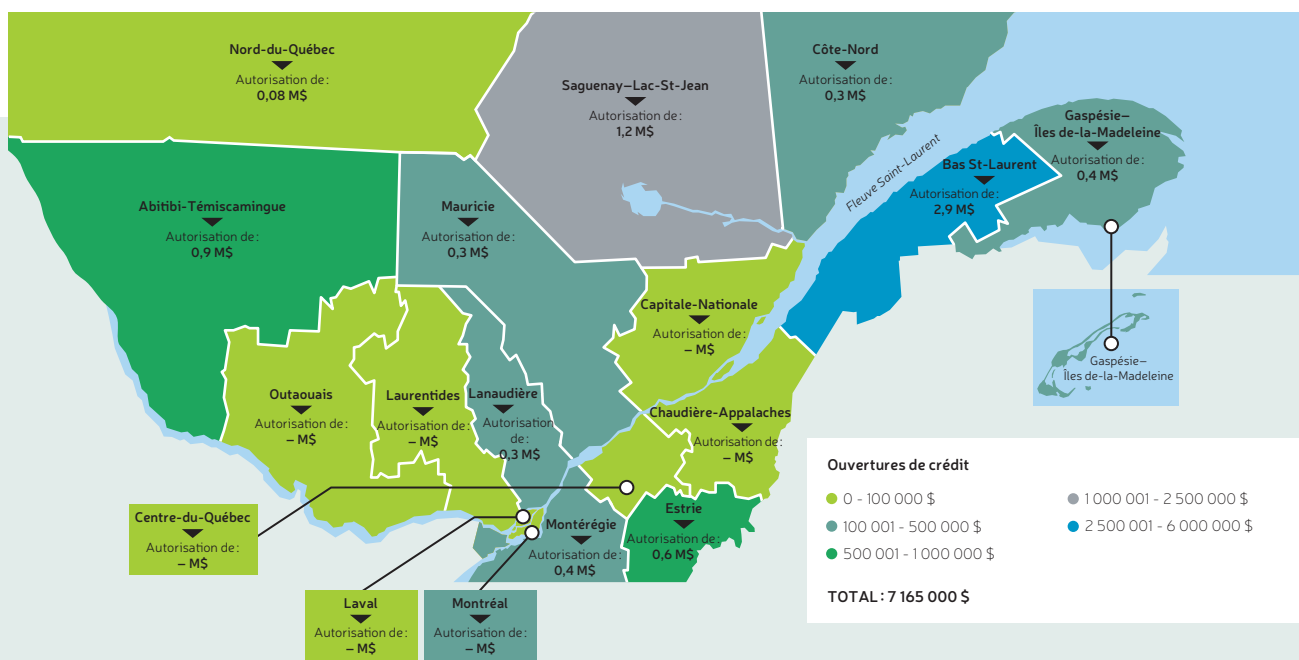 Nord-du-Québec
Autorisation de:
0,08 M$
Saguenay–Lac-St-Jean
Autorisation de:
1,2 M$
Côte-Nord
Autorisation de:
0,3 M$
Gaspésie–
Îles de-la-Madeleine
Autorisation de:
0,4 M$
Fleuve Saint-Laurent
Bas St-Laurent
Autorisation de:
2,9 M$
Abitibi-Témiscamingue
Autorisation de:
0,9 M$
Mauricie
Autorisation de:
0,3 M$
Capitale-Nationale
Autorisation de:
– M$
Gaspésie–
Îles de-la-Madeleine
Outaouais
Autorisation de:
– M$
Laurentides
Autorisation de:
– M$
Lanaudière
Autorisation
de:
0,3 M$
Chaudière-Appalaches
Autorisation de:
– M$
Centre-du-Québec
Autorisation de:
– M$
Montérégie
Autorisation de:
0,4 M$
Estrie
Autorisation de:
0,6 M$
Laval
Autorisation de:
– M$
Montréal
Autorisation de:
– M$
Ouvertures de crédit
0 - 100 000 $
100 001 - 500 000 $
500 001 - 1 000 000 $
1 000 001 - 2 500 000 $
2 500 001 - 6 000 000 $
TOTAL : 7 165 000 $